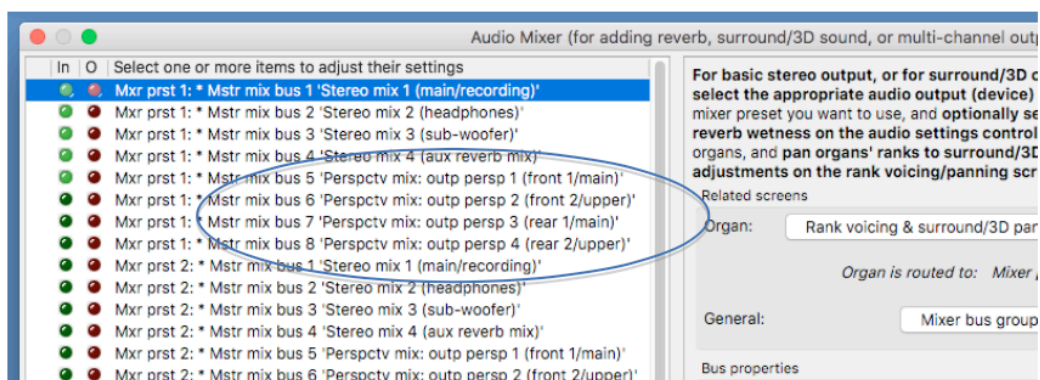 Audio Mixer (for adding reverb, surround/3D sound, or multi-channel outp
In O Select one or more items to adjust their settings
Mxr prst 1: * Mstr mix bus 1 'Stereo mix 1 (main/recording)'
Mxr prst 1: * Mstr mix bus 2 'Stereo mix 2 (headphones)'
Mxr prst 1: * Mstr mix bus 3 'Stereo mix 3 (sub-woofer)'
Mxr prst 1: * Mstr mix bus 4 'Stereo mix 4 (aux reverb mix)'
Mxr prst 1: * Mstr mix bus 5 'Perspctv mix: outp persp 1 (front 1/main)'
Mxr prst 1: * Mstr mix bus 6 'Perspctv mix: outp persp 2 (front 2/upper)'
Mxr prst 1: * Mstr mix bus 7 'Perspctv mix: outp persp 3 (rear 1/main)'
Mxr prst 1: * Mstr mix bus 8 'Perspctv mix: outp persp 4 (rear 2/upper)'
Mxr prst 2: * Mstr mix bus 1 'Stereo mix 1 (main/recording)'
Mxr prst 2: * Mstr mix bus 2 'Stereo mix 2 (headphones)'
Mxr prst 2: * Mstr mix bus 3 'Stereo mix 3 (sub-woofer)'
Mxr prst 2: * Mstr mix bus 4 'Stereo mix 4 (aux reverb mix)'
Mxr prst 2: * Mstr mix bus 5 'Perspctv mix: outp persp 1 (front 1/main)'
Mxr prst 2: * Mstr mix bus 6 'Perspctv mix: outp persp 2 (front 2/upper)'
For basic stereo output, or for surround/3D o
select the appropriate audio output (device)
mixer preset you want to use, and optionally se
reverb wetness on the audio settings control
organs, and pan organs' ranks to surround/3D
adjustments on the rank voicing/panning scr
Related screens
Organ: Rank voicing & surround/3D pan
Organ is routed to: Mixer
General: Mixer bus group
Bus properties